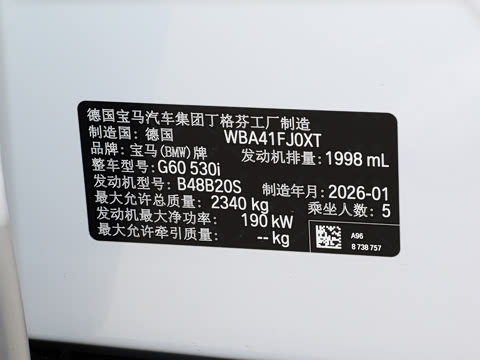 德国宝马汽车集团丁格芬工厂制造
制造国：德国 WBA41FJ0XT
品牌：宝马(BMW)牌 发动机排量：1998 mL
整车型号：G60 530i
发动机型号：B48B20S 制造年月：2026-01
最大允许总质量：2340 kg 乘坐人数：5
发动机最大净功率：190 kW
最大允许牵引质量：-- kg
A96
8 738 757